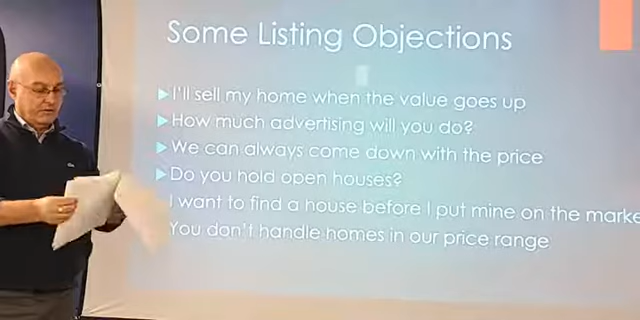 Some Listing Objections
I'll sell my home when the value goes up
How much advertising will you do?
We can always come down with the price
Do you hold open houses?
I want to find a house before I put mine on the marke
You don't handle homes in our price range